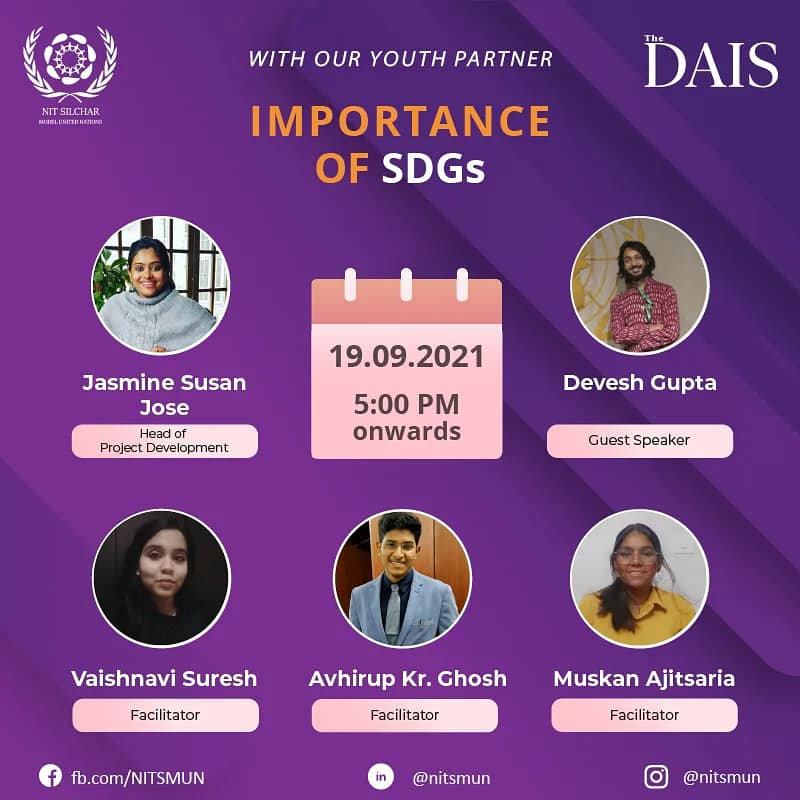 NIT SILCHAR
MODEL UNITED NATIONS
WITH OUR YOUTH PARTNER
The
DAIS
IMPORTANCE
OF SDGs
19.09.2021
5:00 PM
onwards
Jasmine Susan
Jose
Head of
Project Development
Devesh Gupta
Guest Speaker
Vaishnavi Suresh
Facilitator
Avhirup Kr. Ghosh
Facilitator
Muskan Ajitsaria
Facilitator
fb.com/NITSMUN
in @nitsmun
@nitsmun